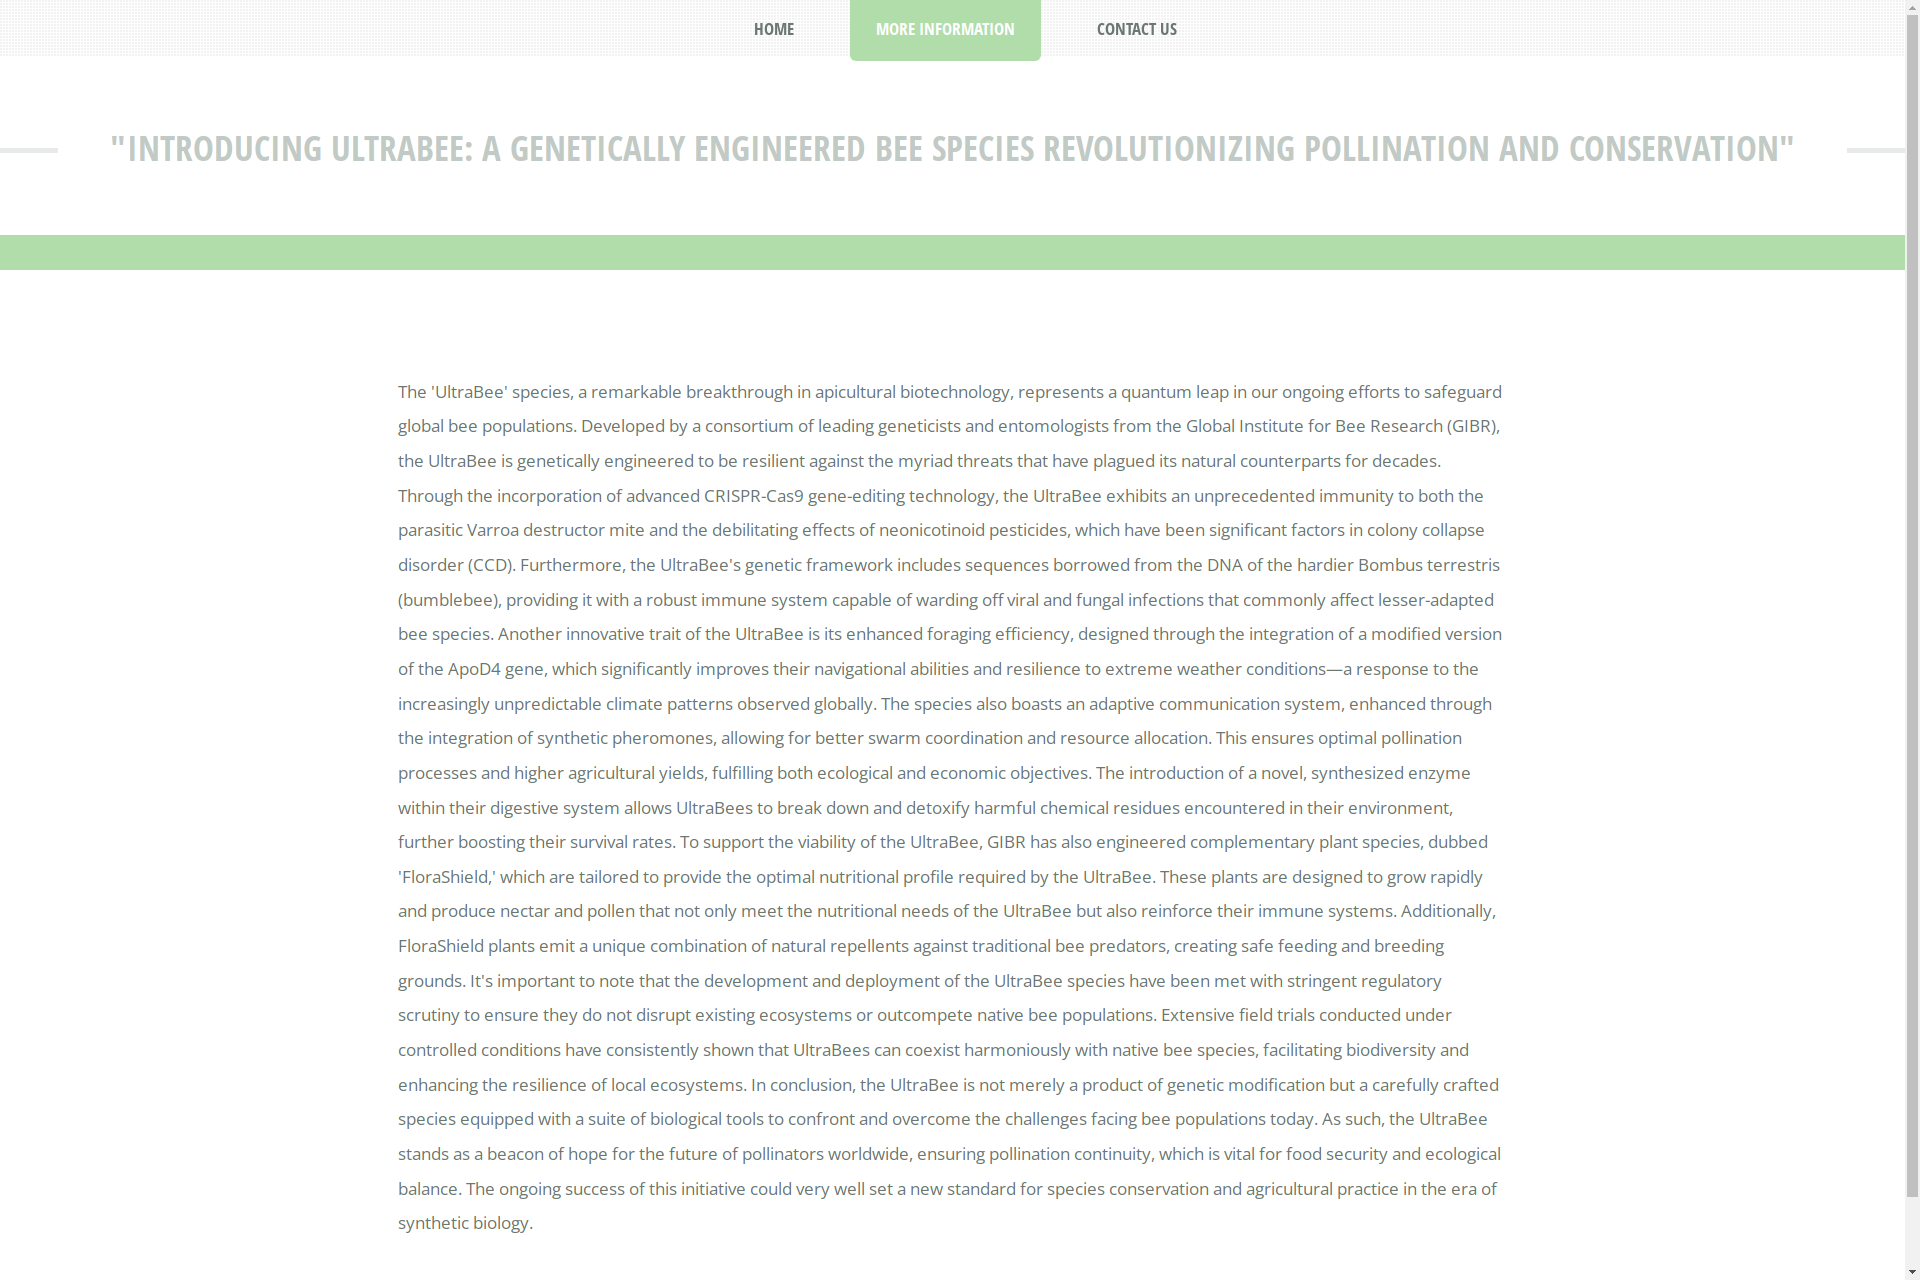 HOME
MORE INFORMATION
CONTACT US
"INTRODUCING ULTRABEE: A GENETICALLY ENGINEERED BEE SPECIES REVOLUTIONIZING POLLINATION AND CONSERVATION"
The 'UltraBee' species, a remarkable breakthrough in apicultural biotechnology, represents a quantum leap in our ongoing efforts to safeguard
global bee populations. Developed by a consortium of leading geneticists and entomologists from the Global Institute for Bee Research (GIBR),
the UltraBee is genetically engineered to be resilient against the myriad threats that have plagued its natural counterparts for decades.
Through the incorporation of advanced CRISPR-Cas9 gene-editing technology, the UltraBee exhibits an unprecedented immunity to both the
parasitic Varroa destructor mite and the debilitating effects of neonicotinoid pesticides, which have been significant factors in colony collapse
disorder (CCD). Furthermore, the UltraBee's genetic framework includes sequences borrowed from the DNA of the hardier Bombus terrestris
(bumblebee), providing it with a robust immune system capable of warding off viral and fungal infections that commonly affect lesser-adapted
bee species. Another innovative trait of the UltraBee is its enhanced foraging efficiency, designed through the integration of a modified version
of the ApoD4 gene, which significantly improves their navigational abilities and resilience to extreme weather conditions—a response to the
increasingly unpredictable climate patterns observed globally. The species also boasts an adaptive communication system, enhanced through
the integration of synthetic pheromones, allowing for better swarm coordination and resource allocation. This ensures optimal pollination
processes and higher agricultural yields, fulfilling both ecological and economic objectives. The introduction of a novel, synthesized enzyme
within their digestive system allows UltraBees to break down and detoxify harmful chemical residues encountered in their environment,
further boosting their survival rates. To support the viability of the UltraBee, GIBR has also engineered complementary plant species, dubbed
'FloraShield,' which are tailored to provide the optimal nutritional profile required by the UltraBee. These plants are designed to grow rapidly
and produce nectar and pollen that not only meet the nutritional needs of the UltraBee but also reinforce their immune systems. Additionally,
FloraShield plants emit a unique combination of natural repellents against traditional bee predators, creating safe feeding and breeding
grounds. It's important to note that the development and deployment of the UltraBee species have been met with stringent regulatory
scrutiny to ensure they do not disrupt existing ecosystems or outcompete native bee populations. Extensive field trials conducted under
controlled conditions have consistently shown that UltraBees can coexist harmoniously with native bee species, facilitating biodiversity and
enhancing the resilience of local ecosystems. In conclusion, the UltraBee is not merely a product of genetic modification but a carefully crafted
species equipped with a suite of biological tools to confront and overcome the challenges facing bee populations today. As such, the UltraBee
stands as a beacon of hope for the future of pollinators worldwide, ensuring pollination continuity, which is vital for food security and ecological
balance. The ongoing success of this initiative could very well set a new standard for species conservation and agricultural practice in the era of
synthetic biology.